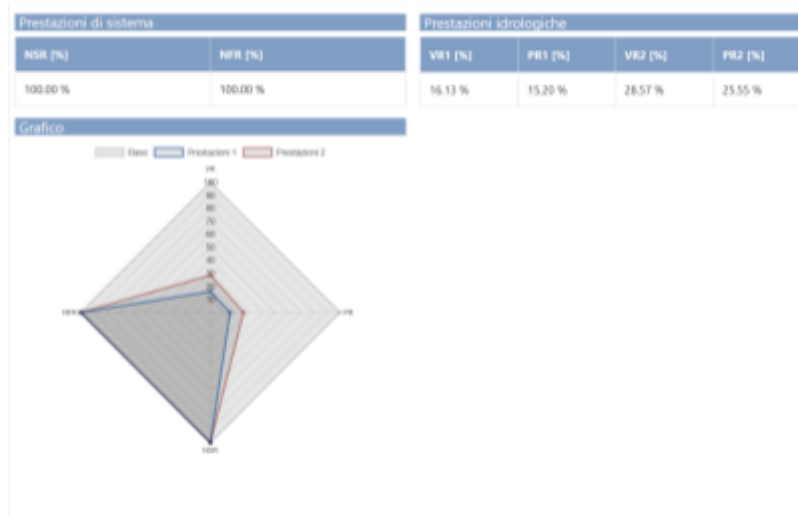 Prestazioni di sistema
NSR [%] NFR [%]
100.00 % 100.00 %
Prestazioni idrologiche
VR1 [%] PR1 [%] VR2 [%] PR2 [%]
16.13 % 15.20 % 28.57 % 25.55 %
Grafico
Base Prestazioni 1 Prestazioni 2
VR
100
90
80
70
60
50
40
30
NFR PR
NSR